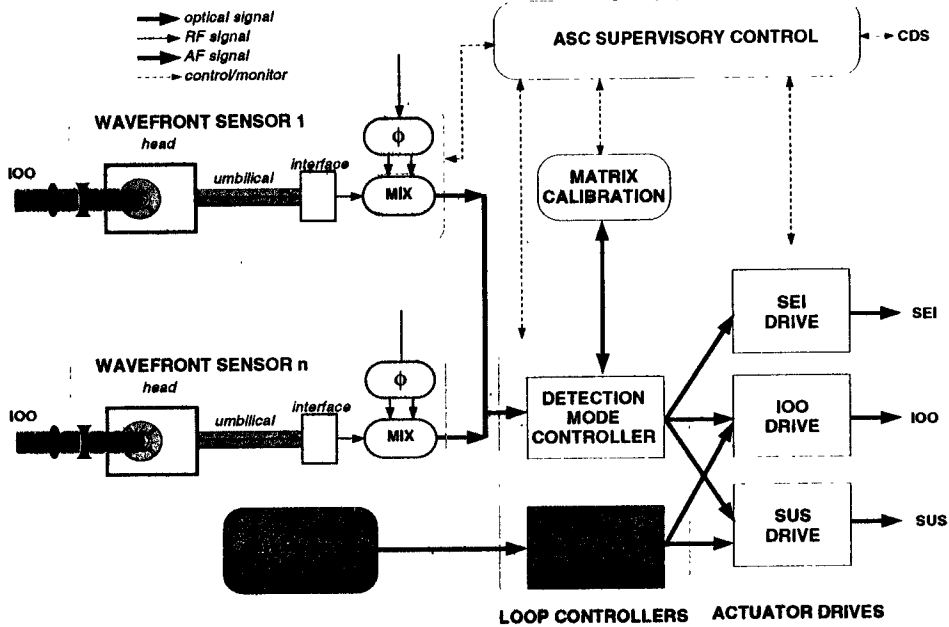 optical signal
RF signal
AF signal
control/monitor
ASC SUPERVISORY CONTROL
CDS
WAVEFRONT SENSOR 1
head
IOO
umbilical
interface
ϕ
MIX
MATRIX
CALIBRATION
SEI
DRIVE
SEI
WAVEFRONT SENSOR n
head
IOO
umbilical
interface
ϕ
MIX
DETECTION
MODE
CONTROLLER
IOO
DRIVE
IOO
SUS
DRIVE
SUS
LOOP CONTROLLERS
ACTUATOR DRIVES